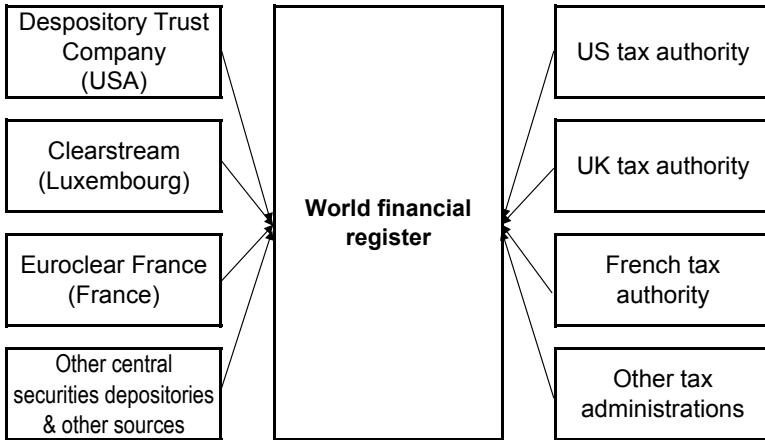 Despository Trust
Company
(USA)
Clearstream
(Luxembourg)
Euroclear France
(France)
Other central
securities depositories
& other sources
World financial
register
US tax authority
UK tax authority
French tax
authority
Other tax
administrations